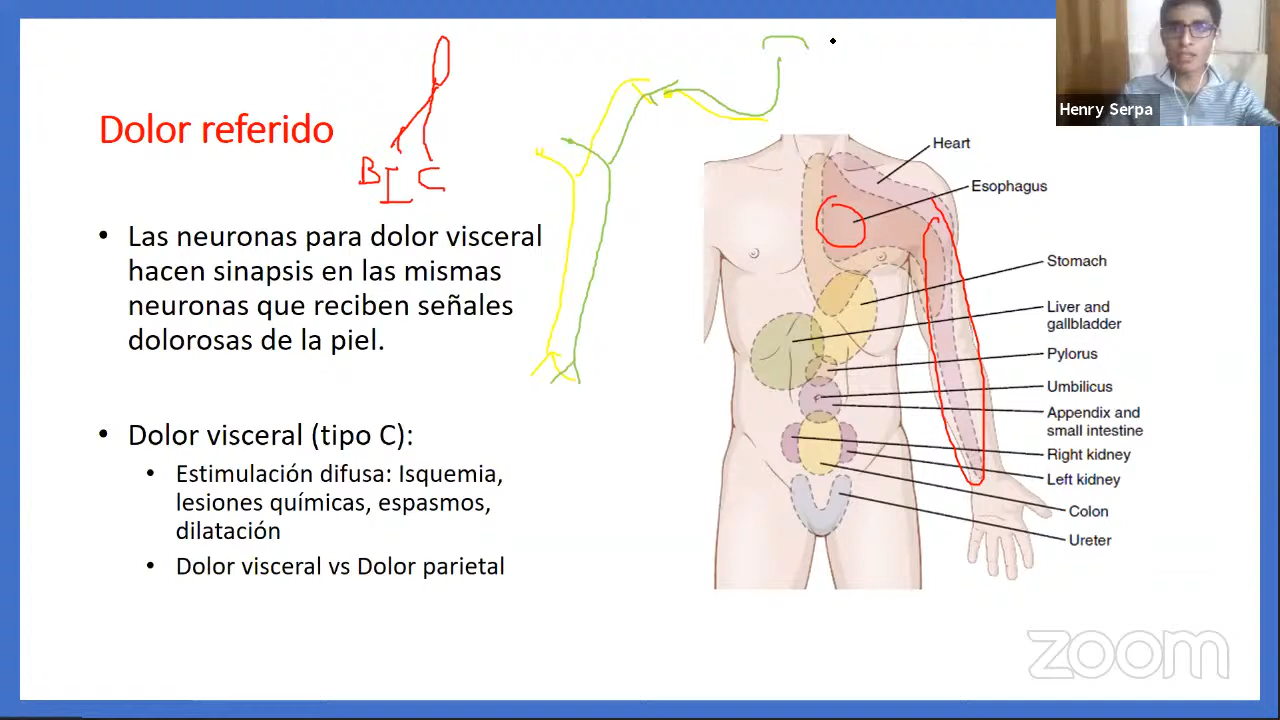 Henry Serpa
Dolor referido
B I C
• Las neuronas para dolor visceral
hacen sinapsis en las mismas
neuronas que reciben señales
dolorosas de la piel.
• Dolor visceral (tipo C):
• Estimulación difusa: Isquemia,
lesiones químicas, espasmos,
dilatación
• Dolor visceral vs Dolor parietal
Heart
Esophagus
Stomach
Liver and
gallbladder
Pylorus
Umbilicus
Appendix and
small intestine
Right kidney
Left kidney
Colon
Ureter
zoom